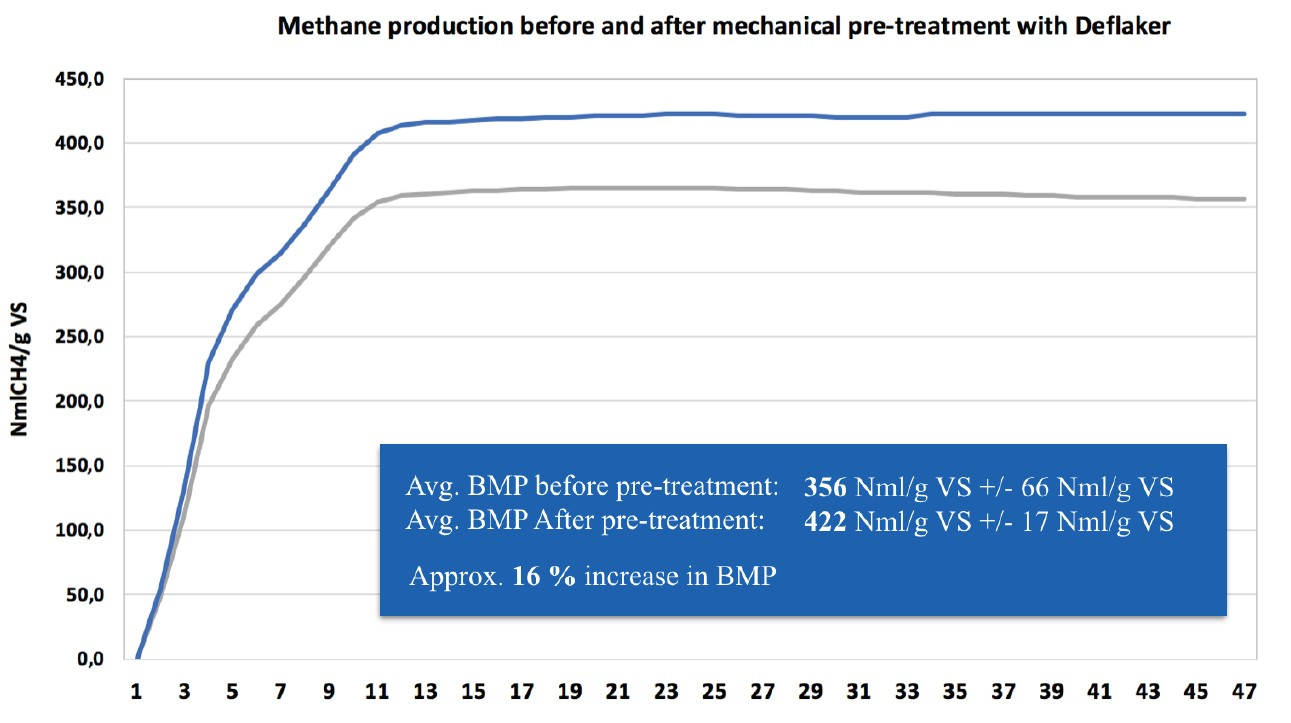 Methane production before and after mechanical pre-treatment with Deflaker
450,0
400,0
350,0
300,0
250,0
200,0
150,0
100,0
50,0
0,0
NmlCH4/g VS
Avg. BMP before pre-treatment: 356 Nml/g VS +/- 66 Nml/g VS
Avg. BMP After pre-treatment: 422 Nml/g VS +/- 17 Nml/g VS
Approx. 16 % increase in BMP
1 3 5 7 9 11 13 15 17 19 21 23 25 27 29 31 33 35 37 39 41 43 45 47